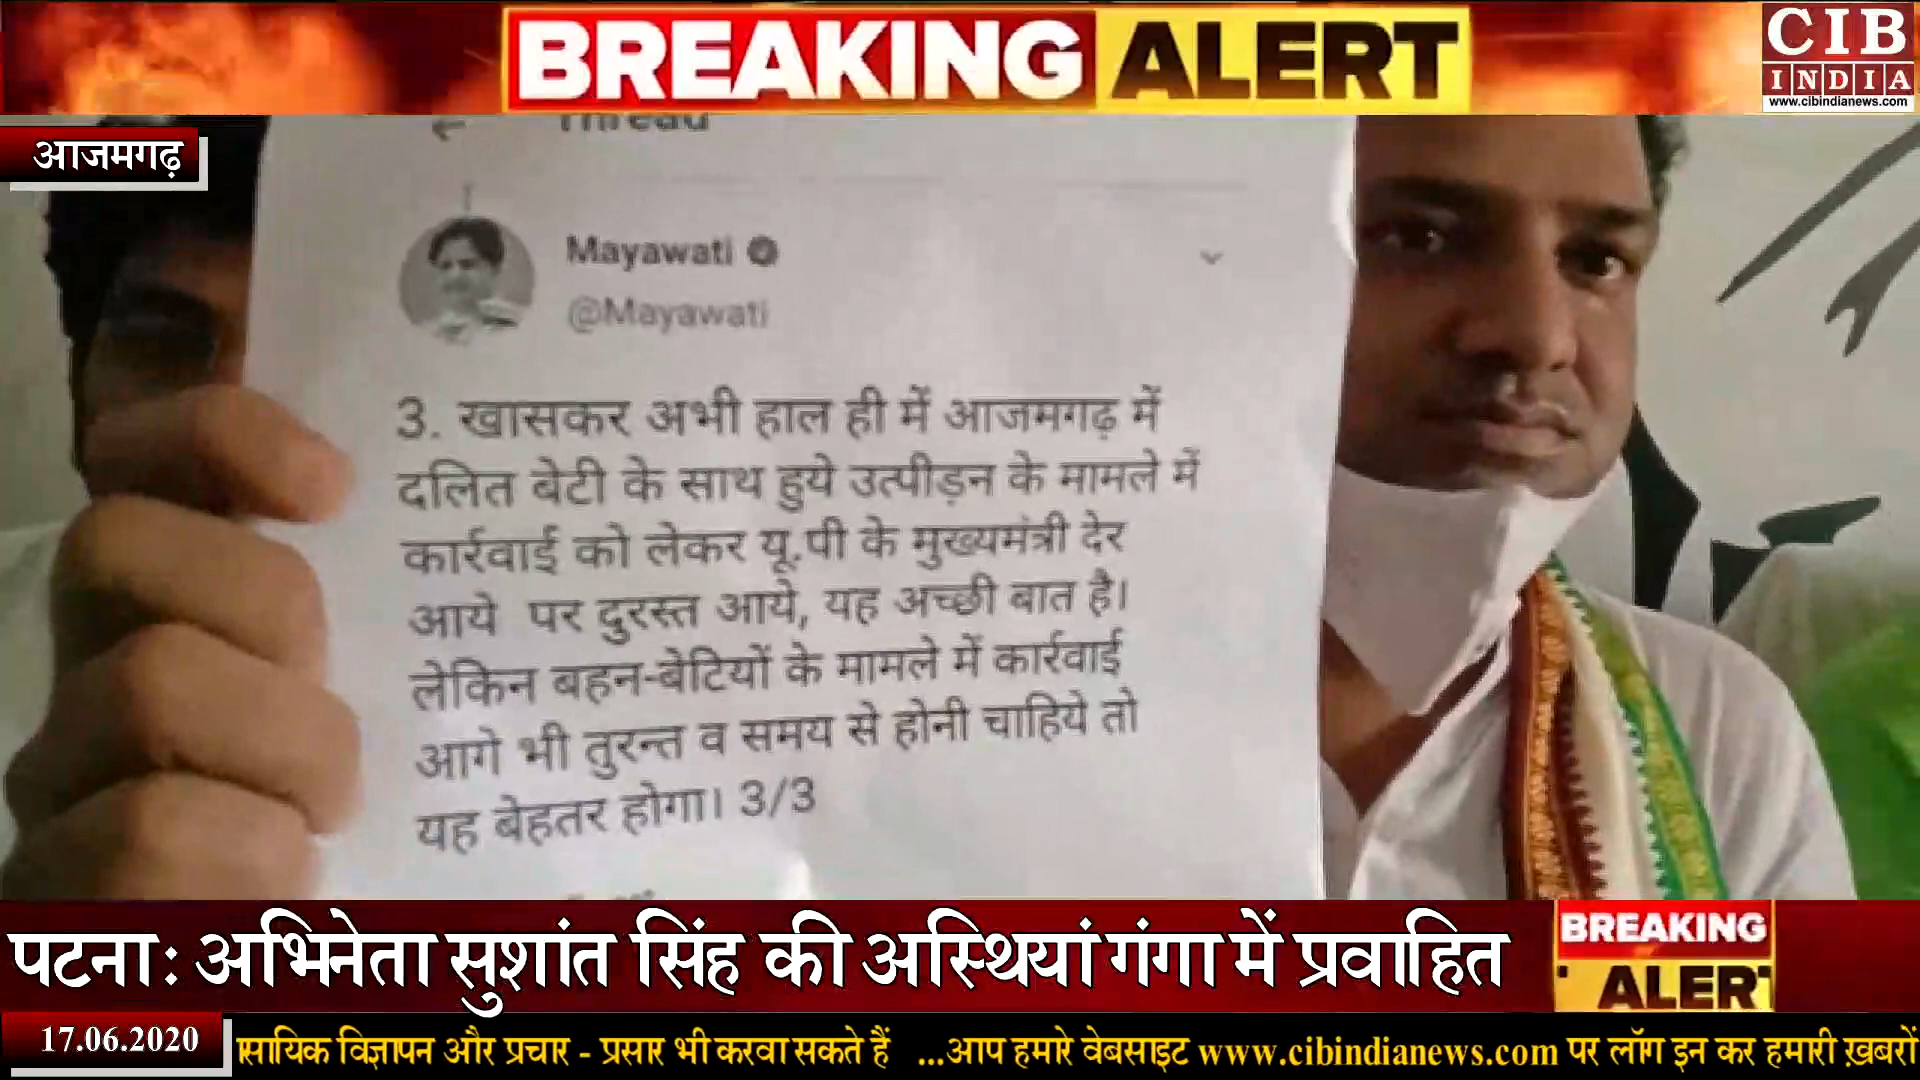 BREAKING ALERT
CIB
INDIA
www.cibindianews.com
आजमगढ़
Thread
Mayawati
@Mayawati
3. खासकर अभी हाल ही में आजमगढ़ में
दलित बेटी के साथ हुये उत्पीड़न के मामले में
कार्रवाई को लेकर यू.पी के मुख्यमंत्री देर
आये पर दुरस्त आये, यह अच्छी बात है।
लेकिन बहन-बेटियों के मामले में कार्रवाई
आगे भी तुरन्त व समय से होनी चाहिये तो
यह बेहतर होगा। 3/3
पटना: अभिनेता सुशांत सिंह की अस्थियां गंगा में प्रवाहित
BREAKING
ALERT
17.06.2020
विज्ञापन और प्रचार - प्रसार भी करवा सकते हैं ...आप हमारे वेबसाइट www.cibindianews.com पर लॉग इन कर हमारी ख़बरों